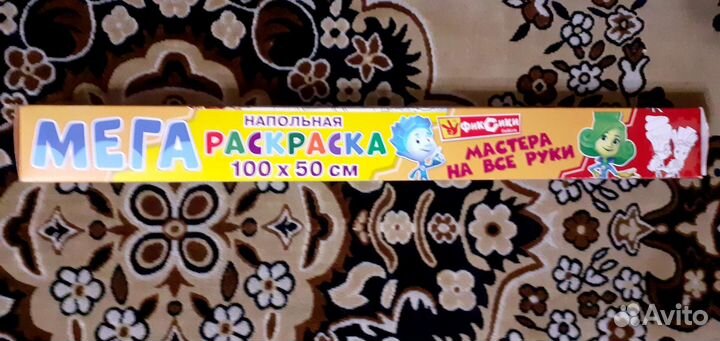 МЕГА
НАПОЛЬНАЯ
РАСКРАСКА
100 х 50 см
ФИКСИКИ
МАСТЕРА
НА ВСЕ РУКИ
Avito